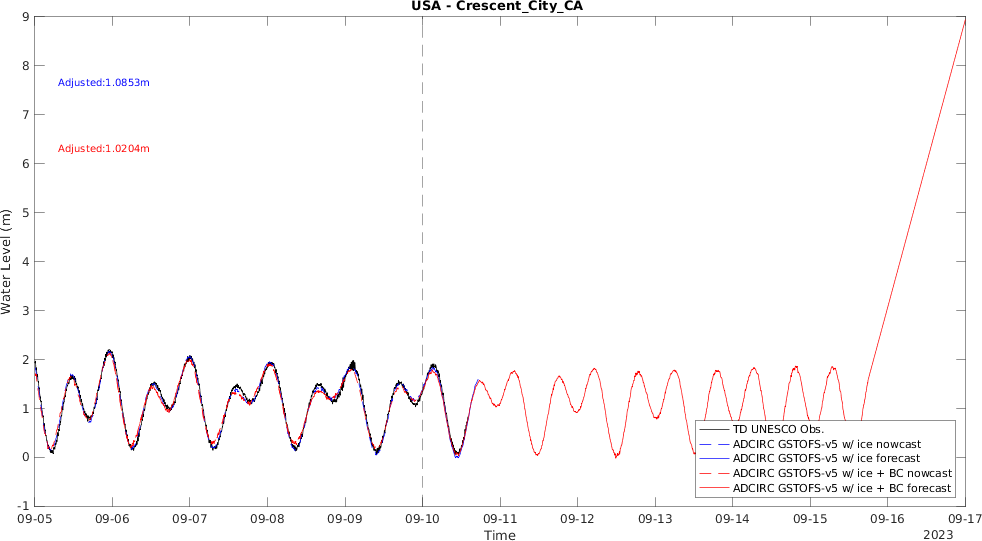 USA - Crescent_City_CA
9
8
7
6
5
4
3
2
1
0
-1
Water Level (m)
Adjusted:1.0853m
Adjusted:1.0204m
TD UNESCO Obs.
ADCIRC GSTOFS-v5 w/ ice nowcast
ADCIRC GSTOFS-v5 w/ ice forecast
ADCIRC GSTOFS-v5 w/ ice + BC nowcast
ADCIRC GSTOFS-v5 w/ ice + BC forecast
09-05 09-06 09-07 09-08 09-09 09-10 09-11 09-12 09-13 09-14 09-15 09-16 09-17
Time
2023